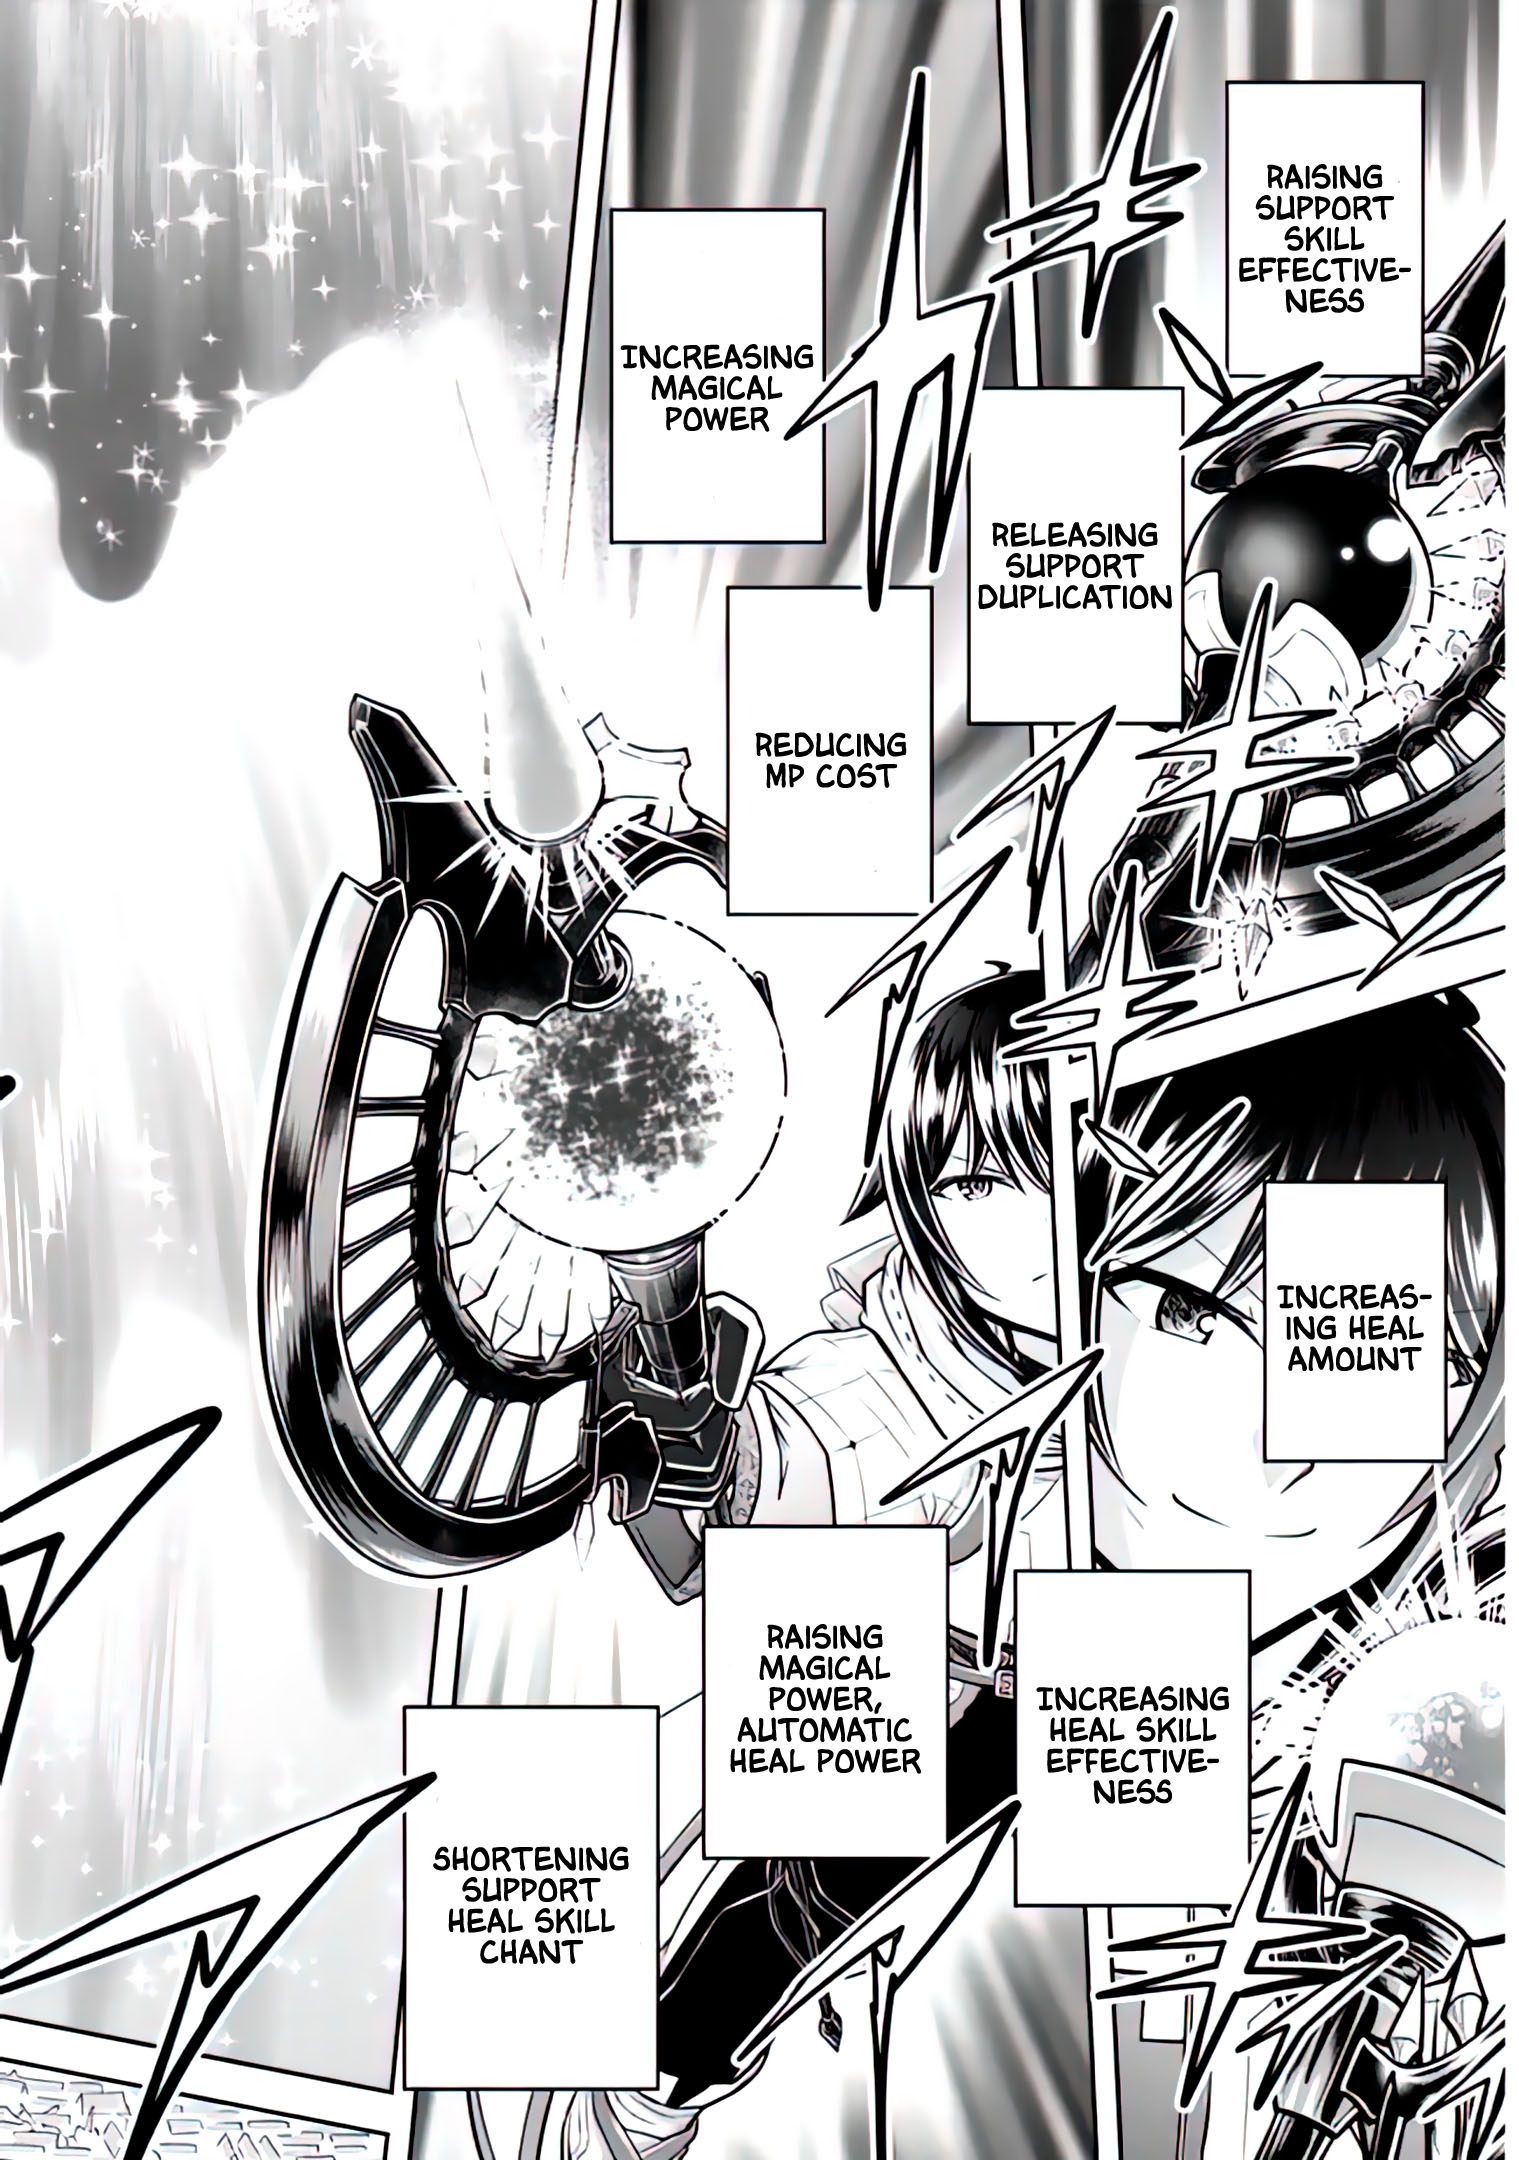 RAISING
SUPPORT
SKILL
EFFECTIVE-
NESS
RELEASING
SUPPORT
DUPLICATION
INCREASING
MAGICAL
POWER
REDUCING
MP COST
INCREAS-
ING HEAL
AMOUNT
INCREASING
HEAL SKILL
EFFECTIVE-
NESS
RAISING
MAGICAL
POWER,
AUTOMATIC
HEAL POWER
SHORTENING
SUPPORT
HEAL SKILL
CHANT